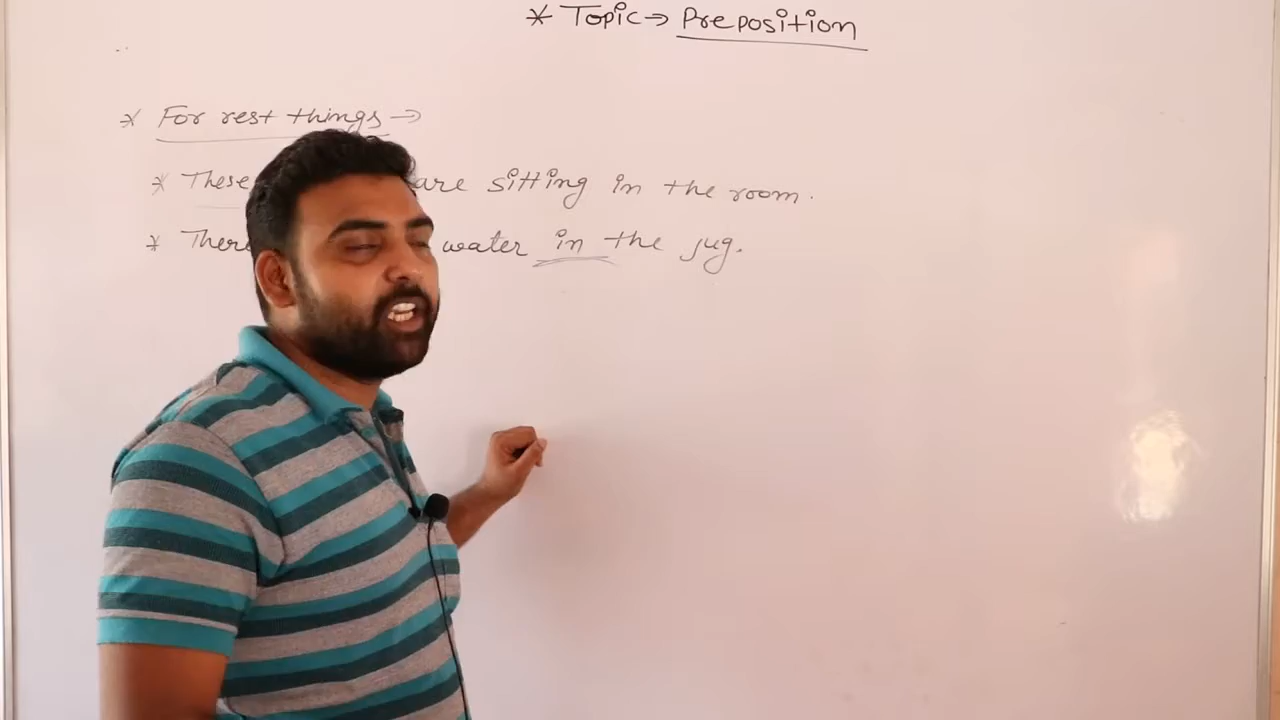 * Topic → Preposition
* For rest things →
* These are sitting in the room.
* There water in the jug.